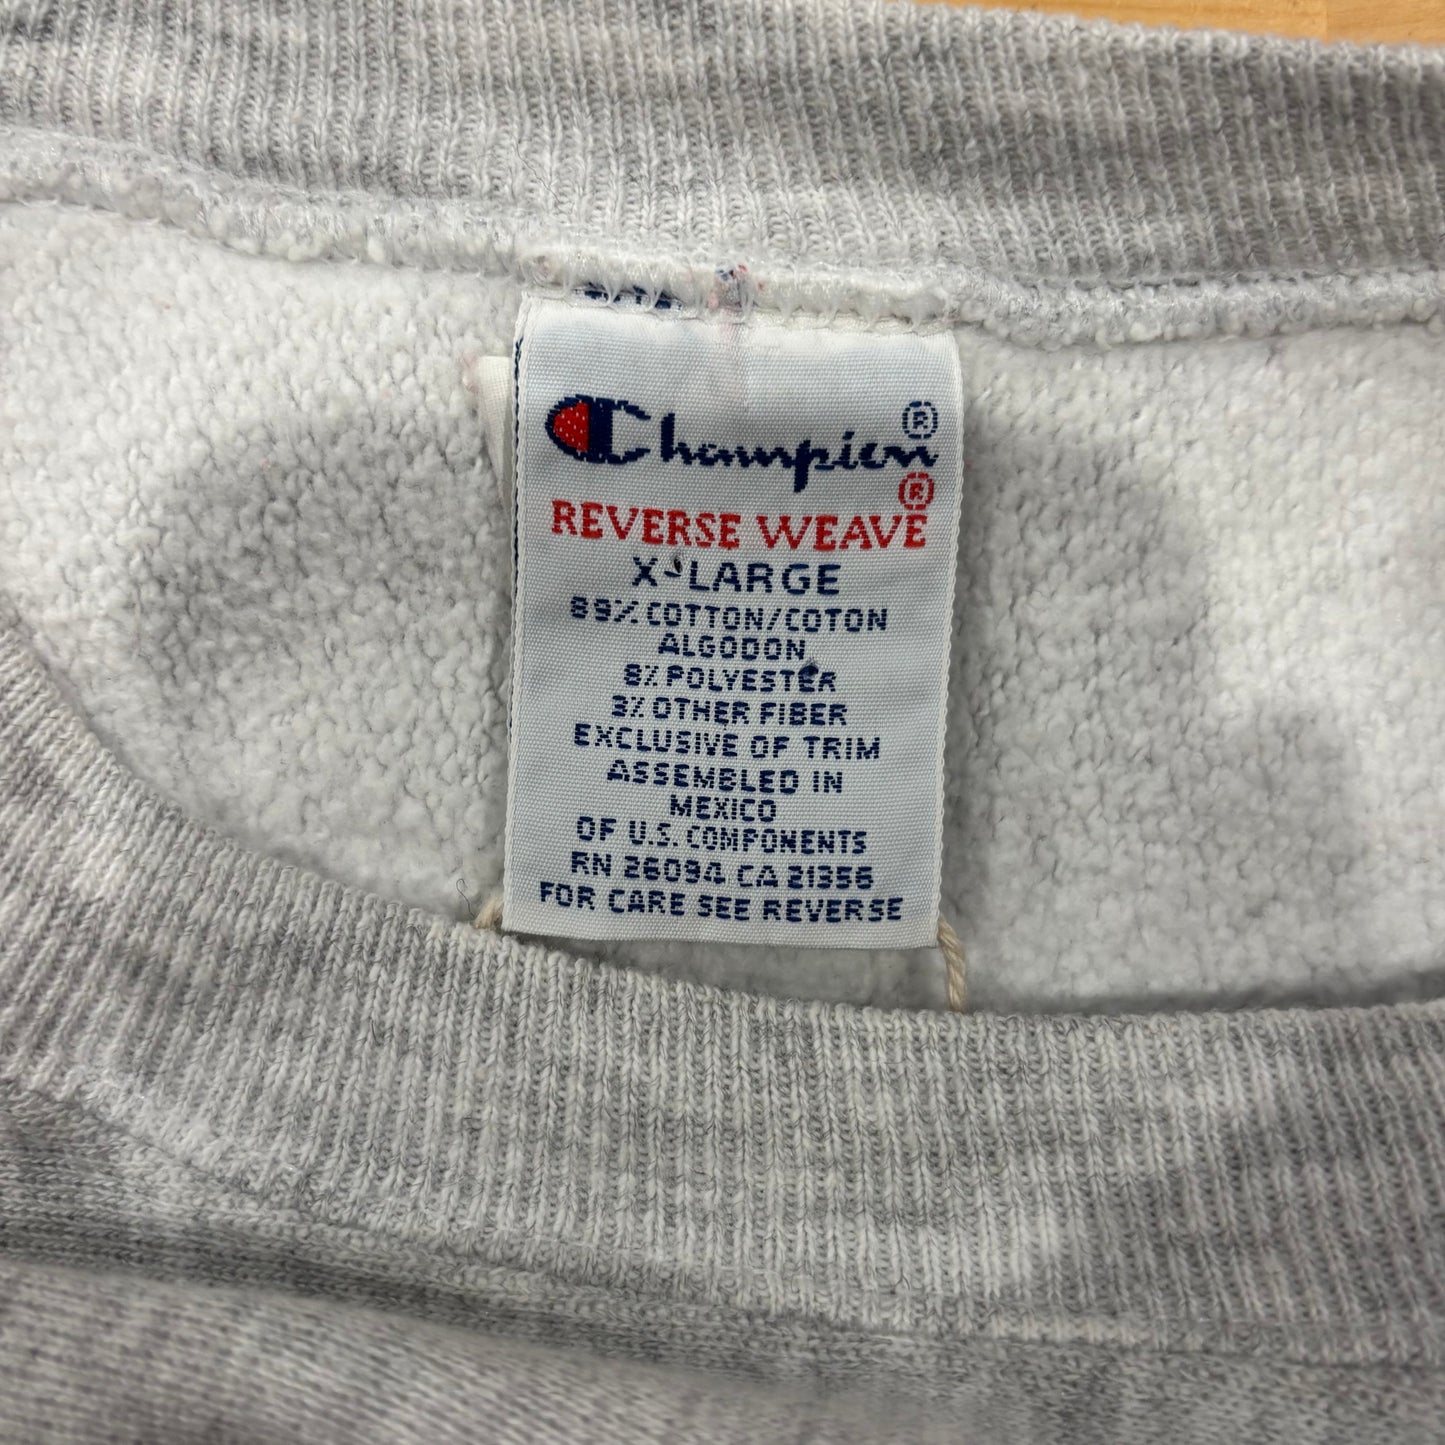 Champion®
REVERSE WEAVE®
X-LARGE
89% COTTON/COTON
ALGODON
8% POLYESTER
3% OTHER FIBER
EXCLUSIVE OF TRIM
ASSEMBLED IN
MEXICO
OF U.S. COMPONENTS
RN 26094 CA 21356
FOR CARE SEE REVERSE